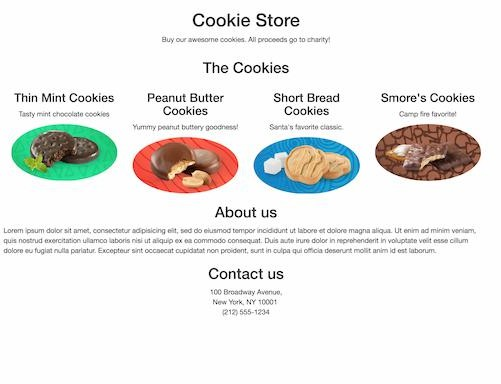 Cookie Store
Buy our awesome cookies. All proceeds go to charity!
The Cookies
Thin Mint Cookies
Tasty mint chocolate cookies
Peanut Butter
Cookies
Yummy peanut buttery goodness!
Short Bread
Cookies
Santa's favorite classic.
Smore's Cookies
Camp fire favorite!
About us
Lorem ipsum dolor sit amet, consectetur adipisicing elit, sed do eiusmod tempor incididunt ut labore et dolore magna aliqua. Ut enim ad minim veniam,
quis nostrud exercitation ullamco laboris nisi ut aliquip ex ea commodo consequat. Duis aute irure dolor in reprehenderit in voluptate velit esse cillum
dolore eu fugiat nulla pariatur. Excepteur sint occaecat cupidatat non proident, sunt in culpa qui officia deserunt mollit anim id est laborum.
Contact us
100 Broadway Avenue,
New York, NY 10001
(212) 555-1234